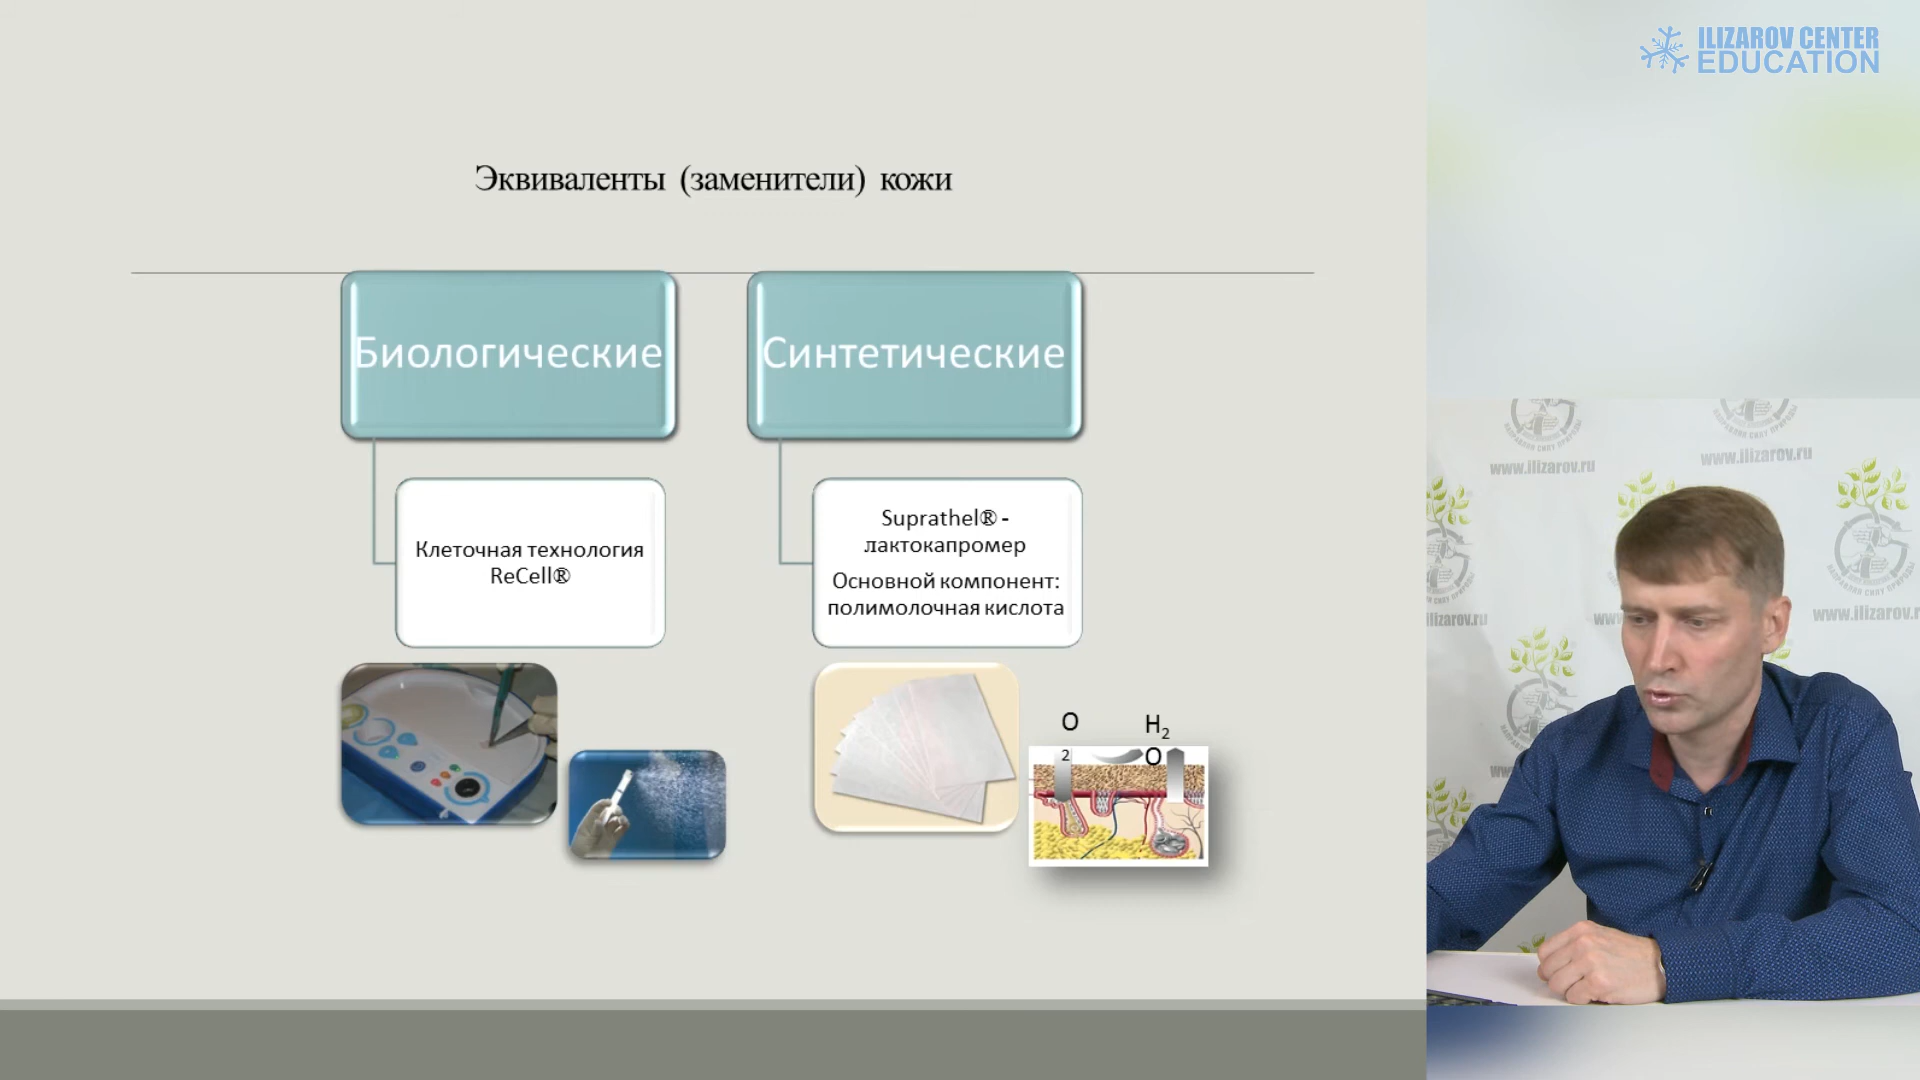 ILIZAROV CENTER
EDUCATION
Эквиваленты (заменители) кожи
Биологические
Синтетические
Клеточная технология
ReCell®
Suprathel® -
лактокапромер
Основной компонент:
полимолочная кислота
O
2
H2
O
www.ilizarov.ru
www.ilizarov.ru
www.ilizarov.r
ilizarov.ru